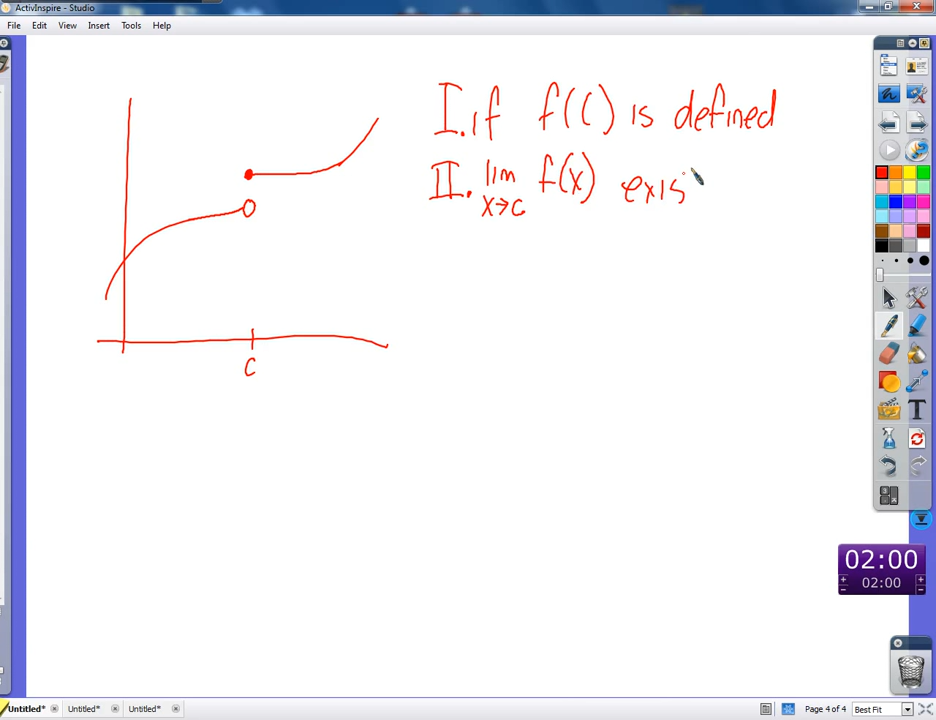 ActivInspire - Studio
File Edit View Insert Tools Help
I. if f(c) is defined
II. lim f(x) exis
x→c
c
02:00
02:00
Untitled* Untitled* Untitled* Page 4 of 4 Best Fit